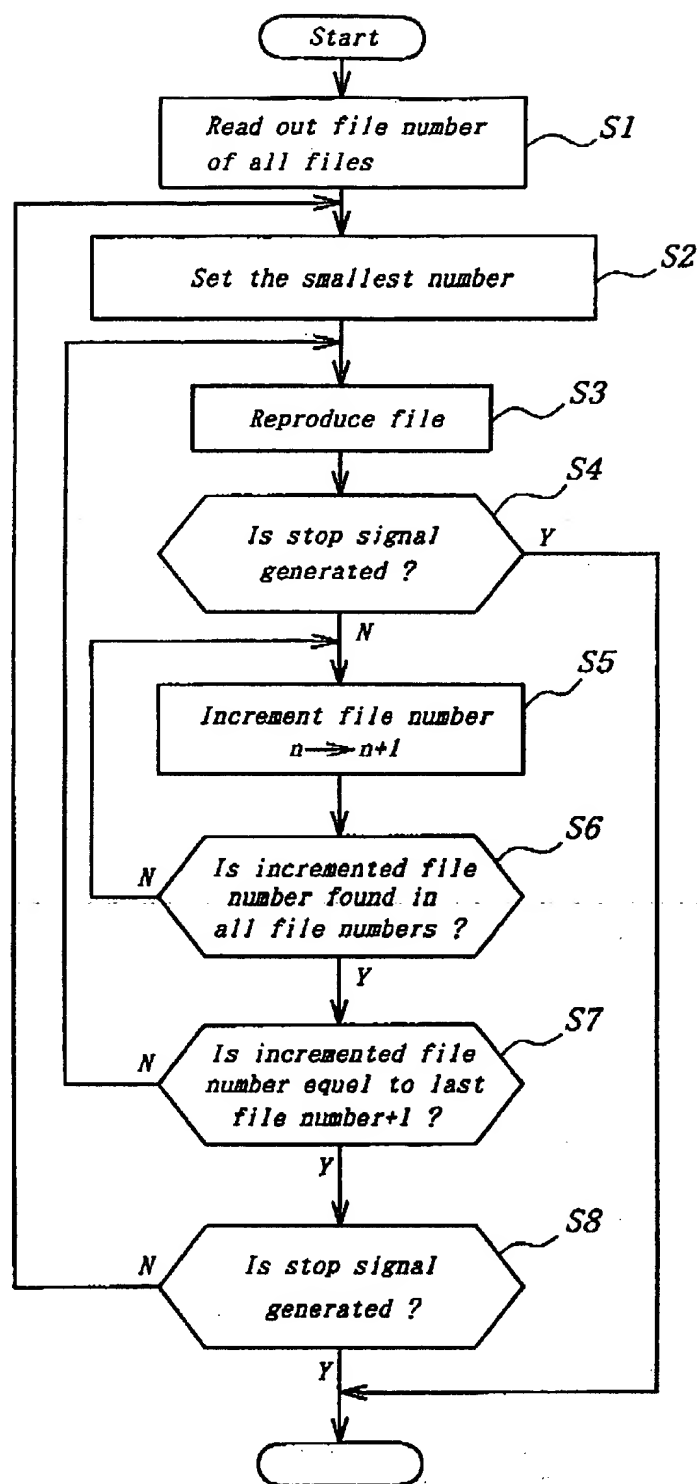 Start
Read out file number
of all files
S1
Set the smallest number
S2
Reproduce file
S3
Is stop signal
generated ?
S4
Y
N
Increment file number
n→n+1
S5
Is incremented file
number found in
all file numbers ?
S6
N
Y
Is incremented file
number equel to last
file number+1 ?
S7
N
Y
Is stop signal
generated ?
S8
N
Y